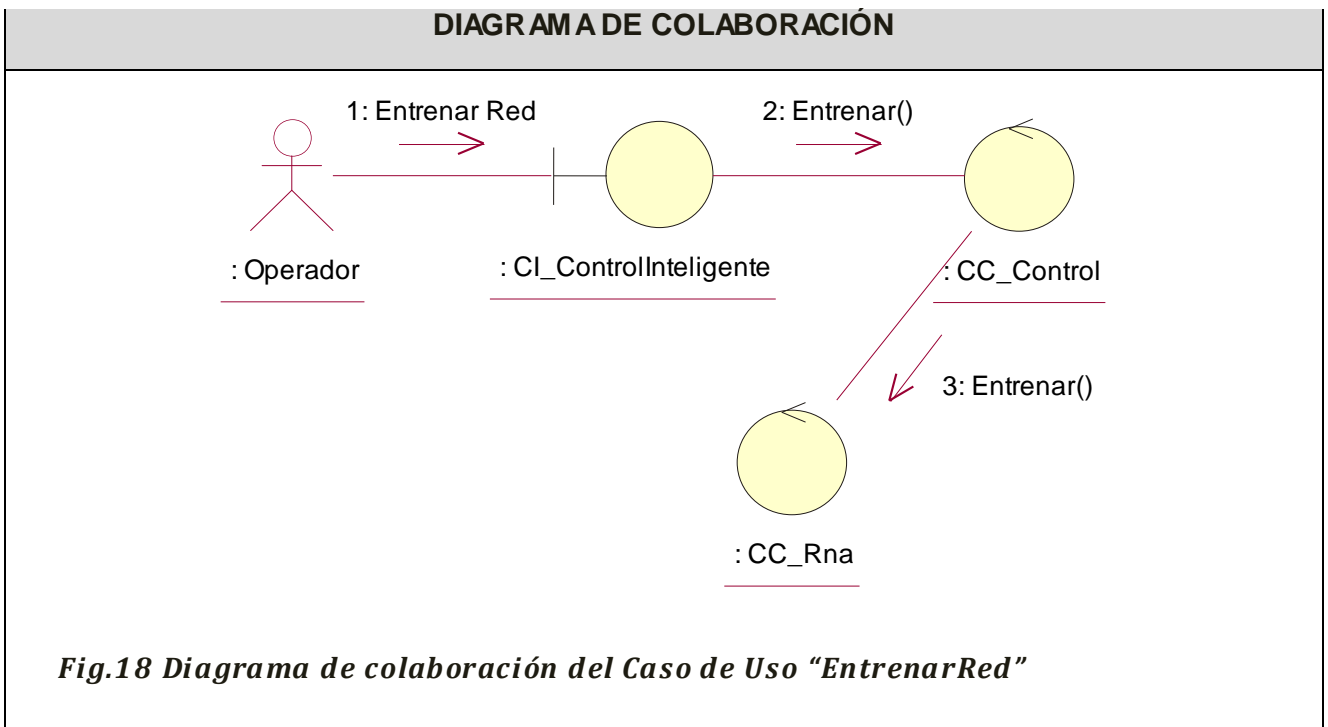 DIAGRAMA DE COLABORACIÓN
1: Entrenar Red
2: Entrenar()
: Operador
: CI_ControlInteligente
: CC_Control
3: Entrenar()
: CC_Rna
Fig.18 Diagrama de colaboración del Caso de Uso “EntrenarRed”